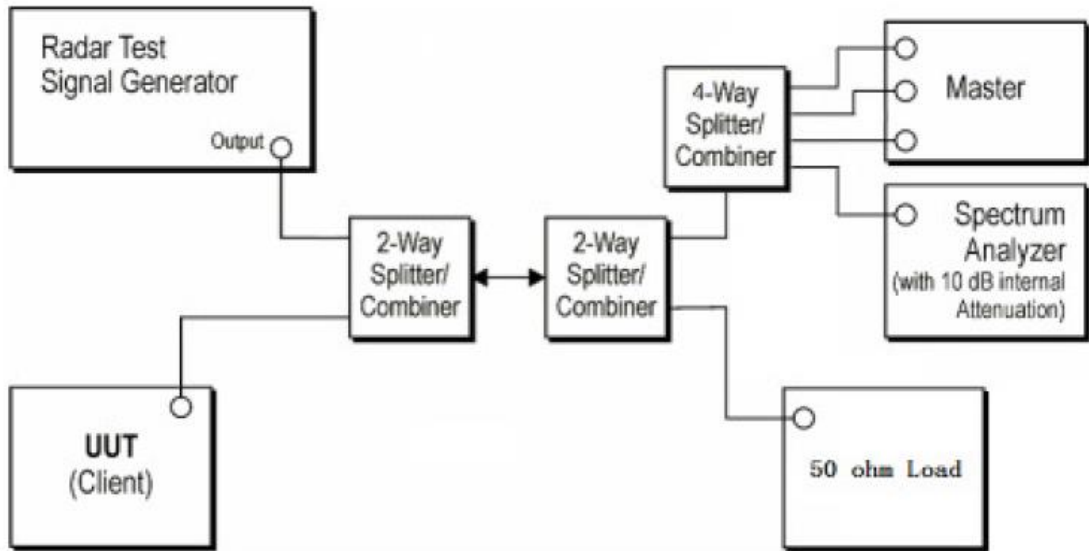 Radar Test
Signal Generator
Output
4-Way
Splitter/
Combiner
Master
2-Way
Splitter/
Combiner
2-Way
Splitter/
Combiner
Spectrum
Analyzer
(with 10 dB internal
Attenuation)
UUT
(Client)
50 ohm Load